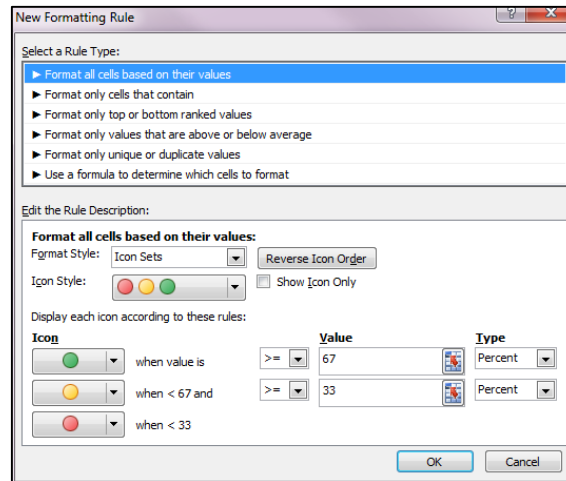 New Formatting Rule
Select a Rule Type:
► Format all cells based on their values
► Format only cells that contain
► Format only top or bottom ranked values
► Format only values that are above or below average
► Format only unique or duplicate values
► Use a formula to determine which cells to format
Edit the Rule Description:
Format all cells based on their values:
Format Style: Icon Sets Reverse Icon Order
Icon Style: Show Icon Only
Display each icon according to these rules:
Icon Value Type
when value is >= 67 Percent
when < 67 and >= 33 Percent
when < 33
OK Cancel